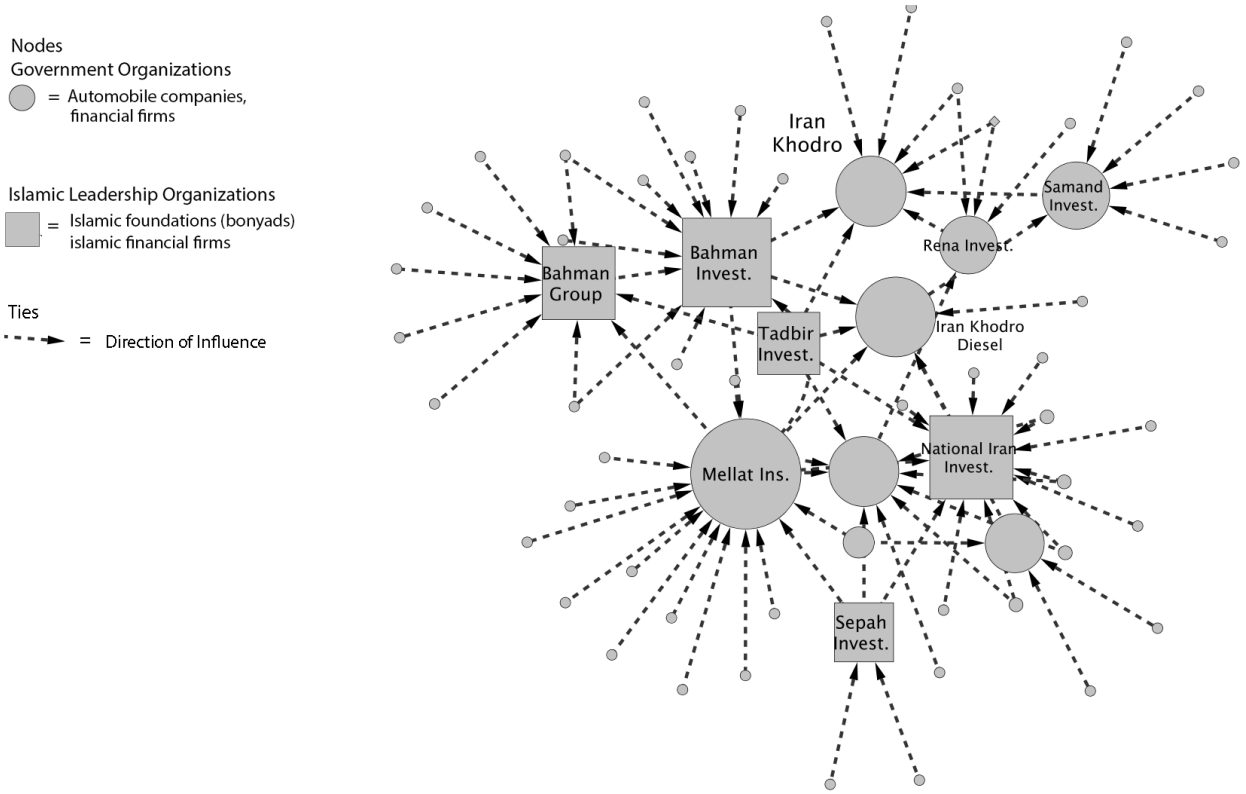 Nodes
Government Organizations
= Automobile companies,
financial firms
Islamic Leadership Organizations
= Islamic foundations (bonyads)
islamic financial firms
Ties
= Direction of Influence
Iran
Khodro
Samand
Invest.
Rena Invest.
Bahman
Invest.
Bahman
Group
Tadbir
Invest.
Iran Khodro
Diesel
National Iran
Invest.
Mellat Ins.
Sepah
Invest.